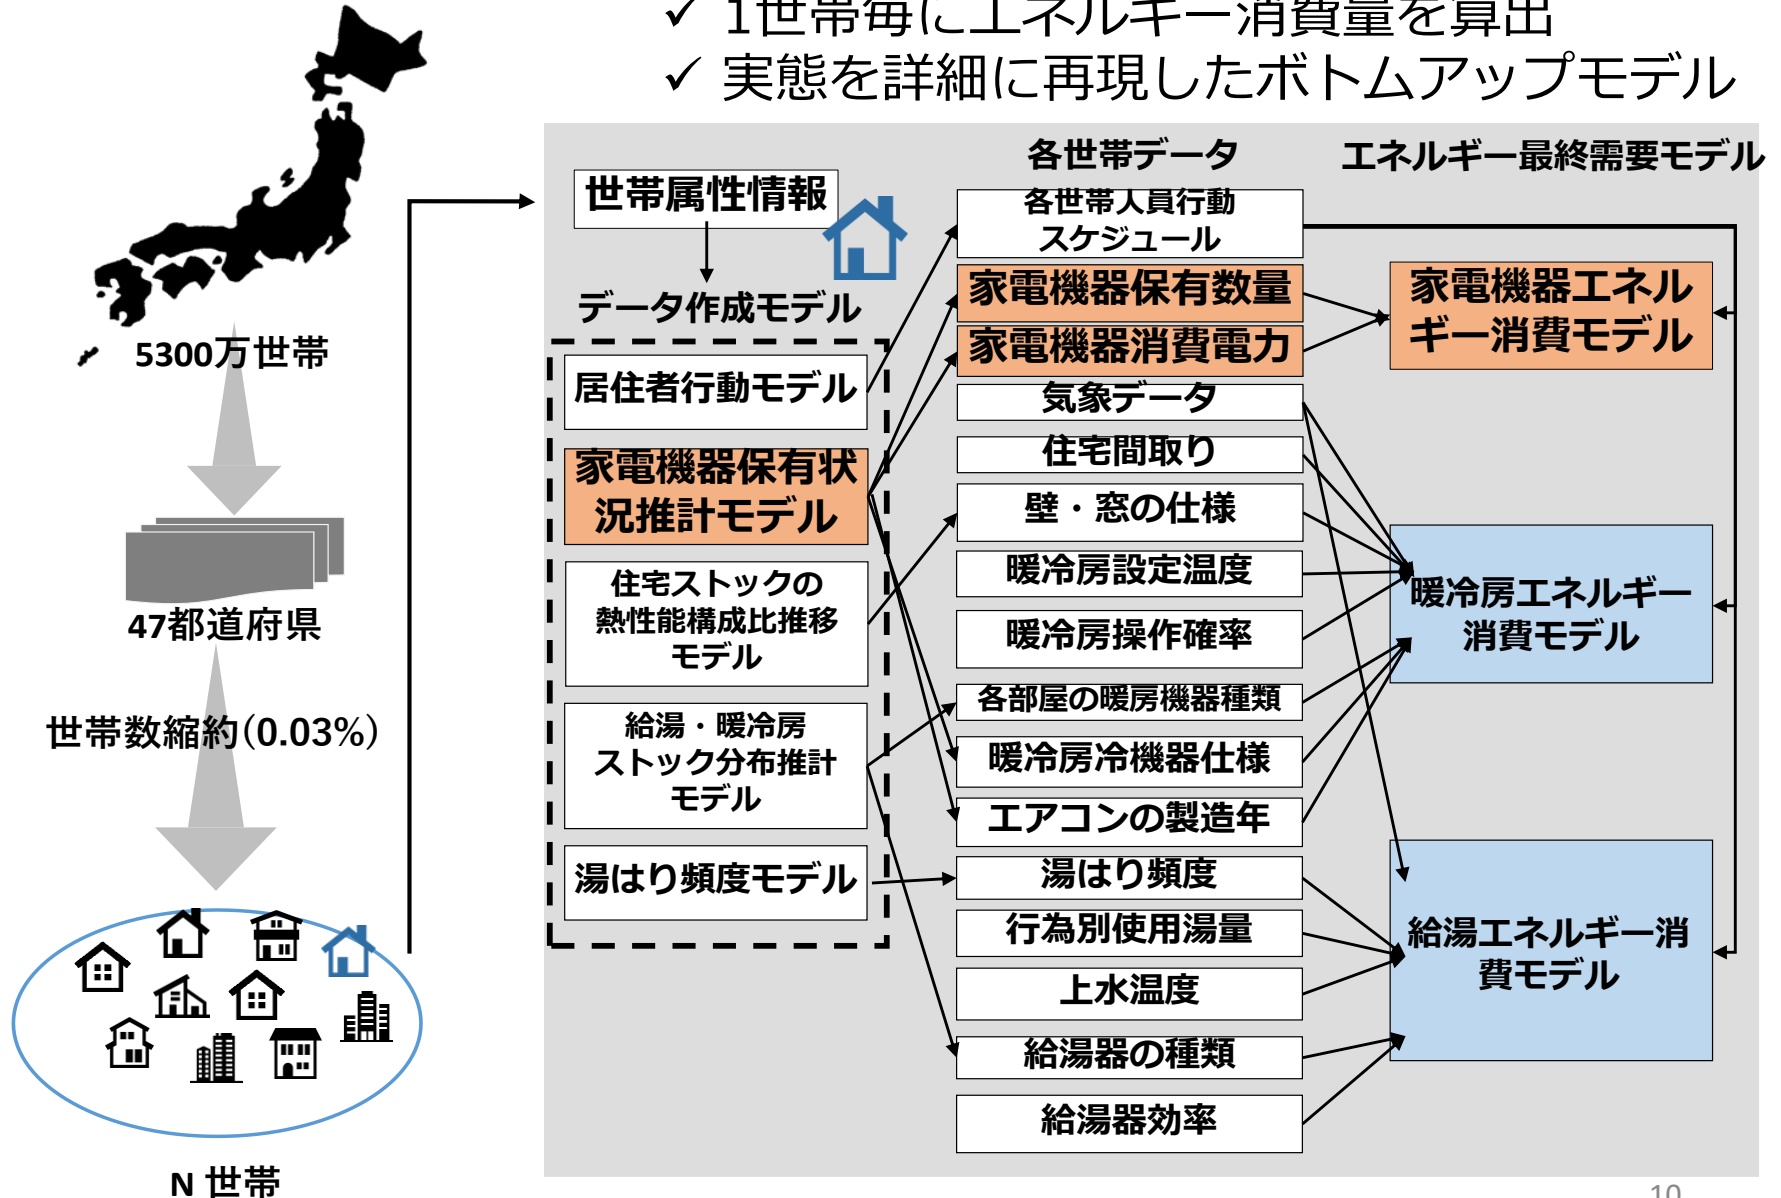 ✓ 1世帯毎にエネルギー消費量を算出
✓ 実態を詳細に再現したボトムアップモデル
5300万世帯
47都道府県
世帯数縮約(0.03%)
N 世帯
世帯属性情報
データ作成モデル
居住者行動モデル
家電機器保有状
況推計モデル
住宅ストックの
熱性能構成比推移
モデル
給湯・暖冷房
ストック分布推計
モデル
湯はり頻度モデル
各世帯データ
各世帯人員行動
スケジュール
家電機器保有数量
家電機器消費電力
気象データ
住宅間取り
壁・窓の仕様
暖冷房設定温度
暖冷房操作確率
各部屋の暖房機器種類
暖冷房冷機器仕様
エアコンの製造年
湯はり頻度
行為別使用湯量
上水温度
給湯器の種類
給湯器効率
エネルギー最終需要モデル
家電機器エネル
ギー消費モデル
暖冷房エネルギー
消費モデル
給湯エネルギー消
費モデル
10